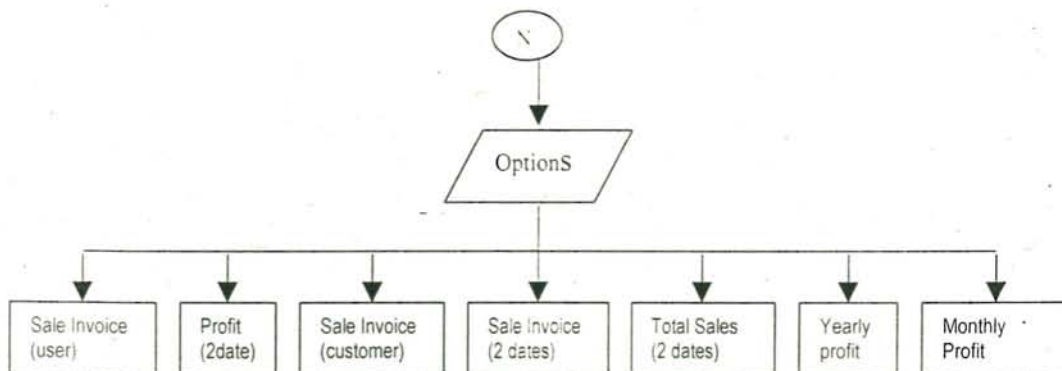 OptionS
Sale Invoice
(user)
Profit
(2date)
Sale Invoice
(customer)
Sale Invoice
(2 dates)
Total Sales
(2 dates)
Yearly
profit
Monthly
Profit